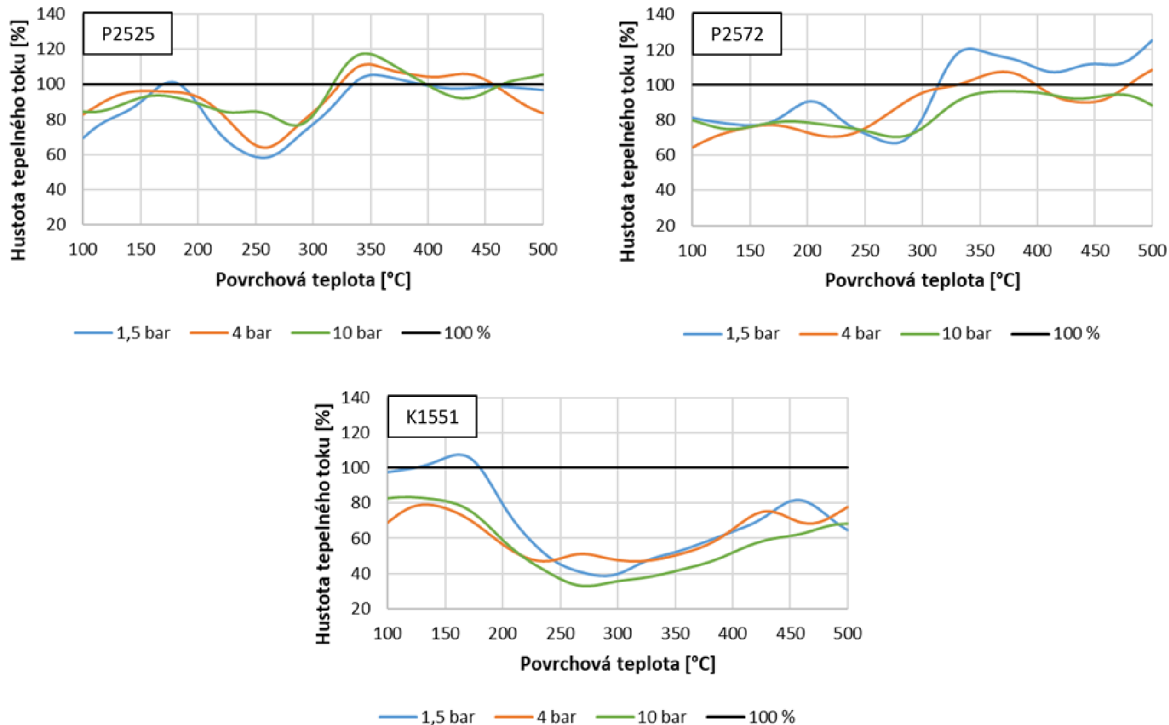 P2525
Hustota tepelného toku [%]
140
120
100
80
60
40
20
100 150 200 250 300 350 400 450 500
Povrchová teplota [°C]
1,5 bar 4 bar 10 bar 100 %
P2572
Hustota tepelného toku [%]
140
120
100
80
60
40
20
100 150 200 250 300 350 400 450 500
Povrchová teplota [°C]
1,5 bar 4 bar 10 bar 100 %
K1551
Hustota tepelného toku [%]
140
120
100
80
60
40
20
100 150 200 250 300 350 400 450 500
Povrchová teplota [°C]
1,5 bar 4 bar 10 bar 100 %